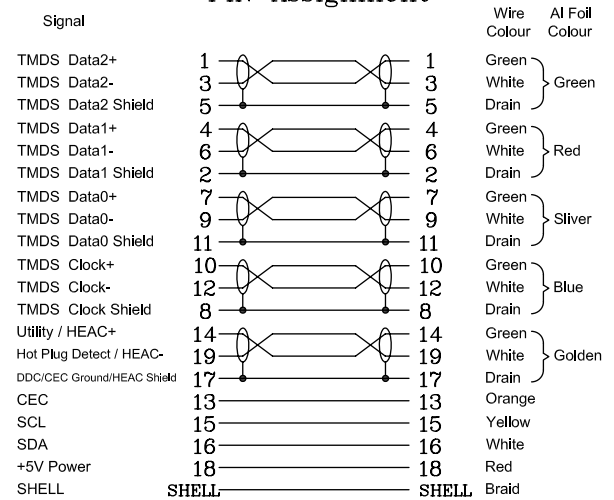 Pin Assignment
Signal Wire Colour Al Foil Colour
TMDS Data2+ 1 1 Green
TMDS Data2- 3 3 White Green
TMDS Data2 Shield 5 5 Drain
TMDS Data1+ 4 4 Green
TMDS Data1- 6 6 White Red
TMDS Data1 Shield 2 2 Drain
TMDS Data0+ 7 7 Green
TMDS Data0- 9 9 White Sliver
TMDS Data0 Shield 11 11 Drain
TMDS Clock+ 10 10 Green
TMDS Clock- 12 12 White Blue
TMDS Clock Shield 8 8 Drain
Utility / HEAC+ 14 14 Green
Hot Plug Detect / HEAC- 19 19 White Golden
DDC/CEC Ground/HEAC Shield 17 17 Drain
CEC 13 13 Orange
SCL 15 15 Yellow
SDA 16 16 White
+5V Power 18 18 Red
SHELL SHELL SHELL Braid